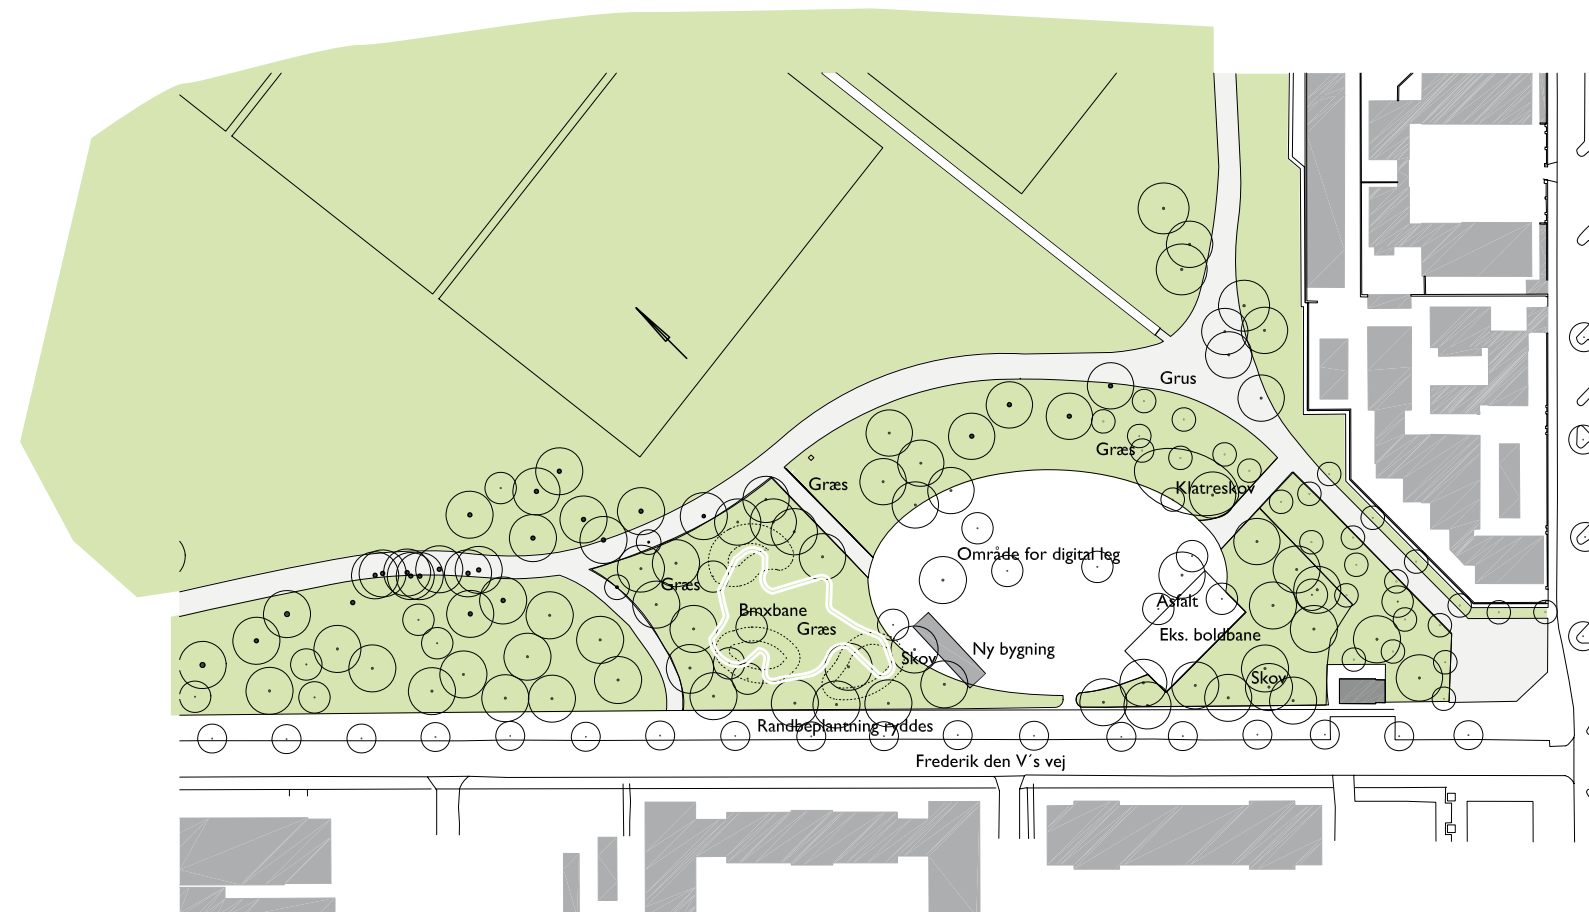 Grus
Græs
Græs
Klatreskov
Område for digital leg
Græs
Asfalt
Bmxbane
Græs
Eks. boldbane
Skov
Ny bygning
Skov
Randbeplantning ryddes
Frederik den V´s vej